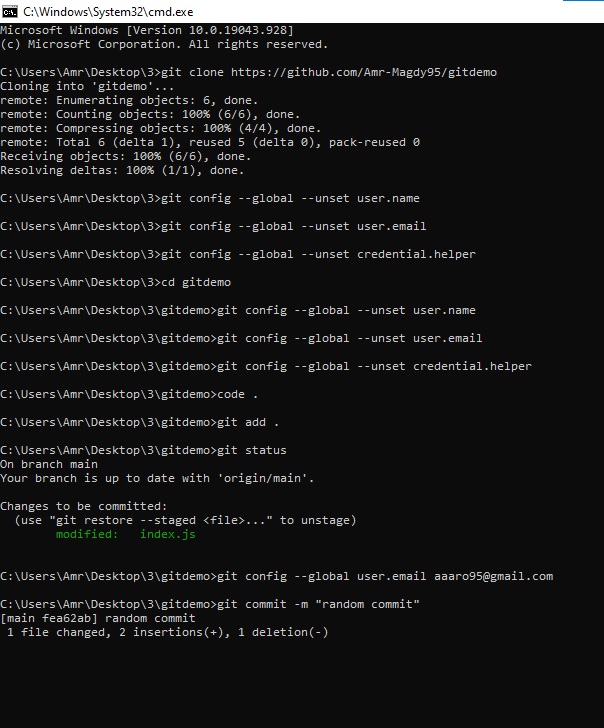 C:\Windows\System32\cmd.exe
Microsoft Windows [Version 10.0.19043.928]
(c) Microsoft Corporation. All rights reserved.
C:\Users\Amr\Desktop\3>git clone https://github.com/Amr-Magdy95/gitdemo
Cloning into 'gitdemo'...
remote: Enumerating objects: 6, done.
remote: Counting objects: 100% (6/6), done.
remote: Compressing objects: 100% (4/4), done.
remote: Total 6 (delta 1), reused 5 (delta 0), pack-reused 0
Receiving objects: 100% (6/6), done.
Resolving deltas: 100% (1/1), done.
C:\Users\Amr\Desktop\3>git config --global --unset user.name
C:\Users\Amr\Desktop\3>git config --global --unset user.email
C:\Users\Amr\Desktop\3>git config --global --unset credential.helper
C:\Users\Amr\Desktop\3>cd gitdemo
C:\Users\Amr\Desktop\3\gitdemo>git config --global --unset user.name
C:\Users\Amr\Desktop\3\gitdemo>git config --global --unset user.email
C:\Users\Amr\Desktop\3\gitdemo>git config --global --unset credential.helper
C:\Users\Amr\Desktop\3\gitdemo>code .
C:\Users\Amr\Desktop\3\gitdemo>git add .
C:\Users\Amr\Desktop\3\gitdemo>git status
On branch main
Your branch is up to date with 'origin/main'.
Changes to be committed:
(use "git restore --staged <file>..." to unstage)
modified: index.js
C:\Users\Amr\Desktop\3\gitdemo>git config --global user.email aaaro95@gmail.com
C:\Users\Amr\Desktop\3\gitdemo>git commit -m "random commit"
[main fea62ab] random commit
1 file changed, 2 insertions(+), 1 deletion(-)